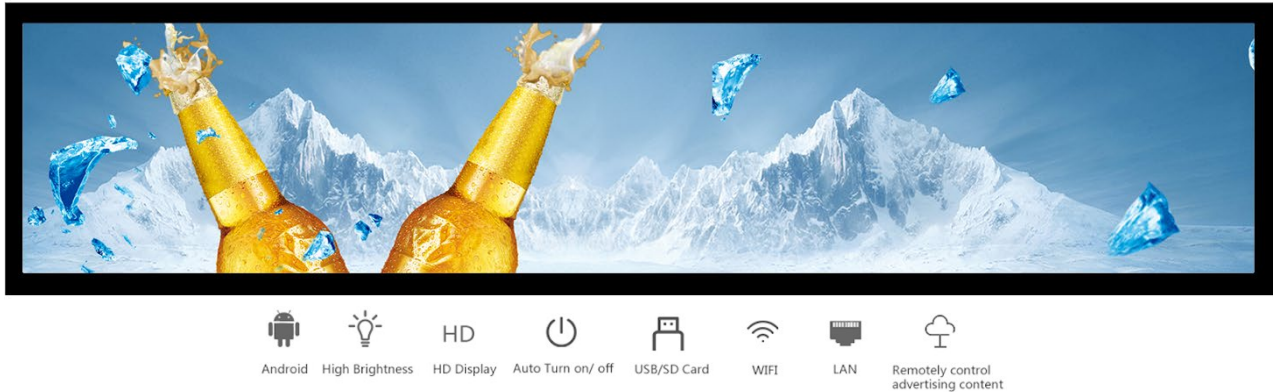 HD
Android
High Brightness
HD Display
Auto Turn on/ off
USB/SD Card
WIFI
LAN
Remotely control
advertising content